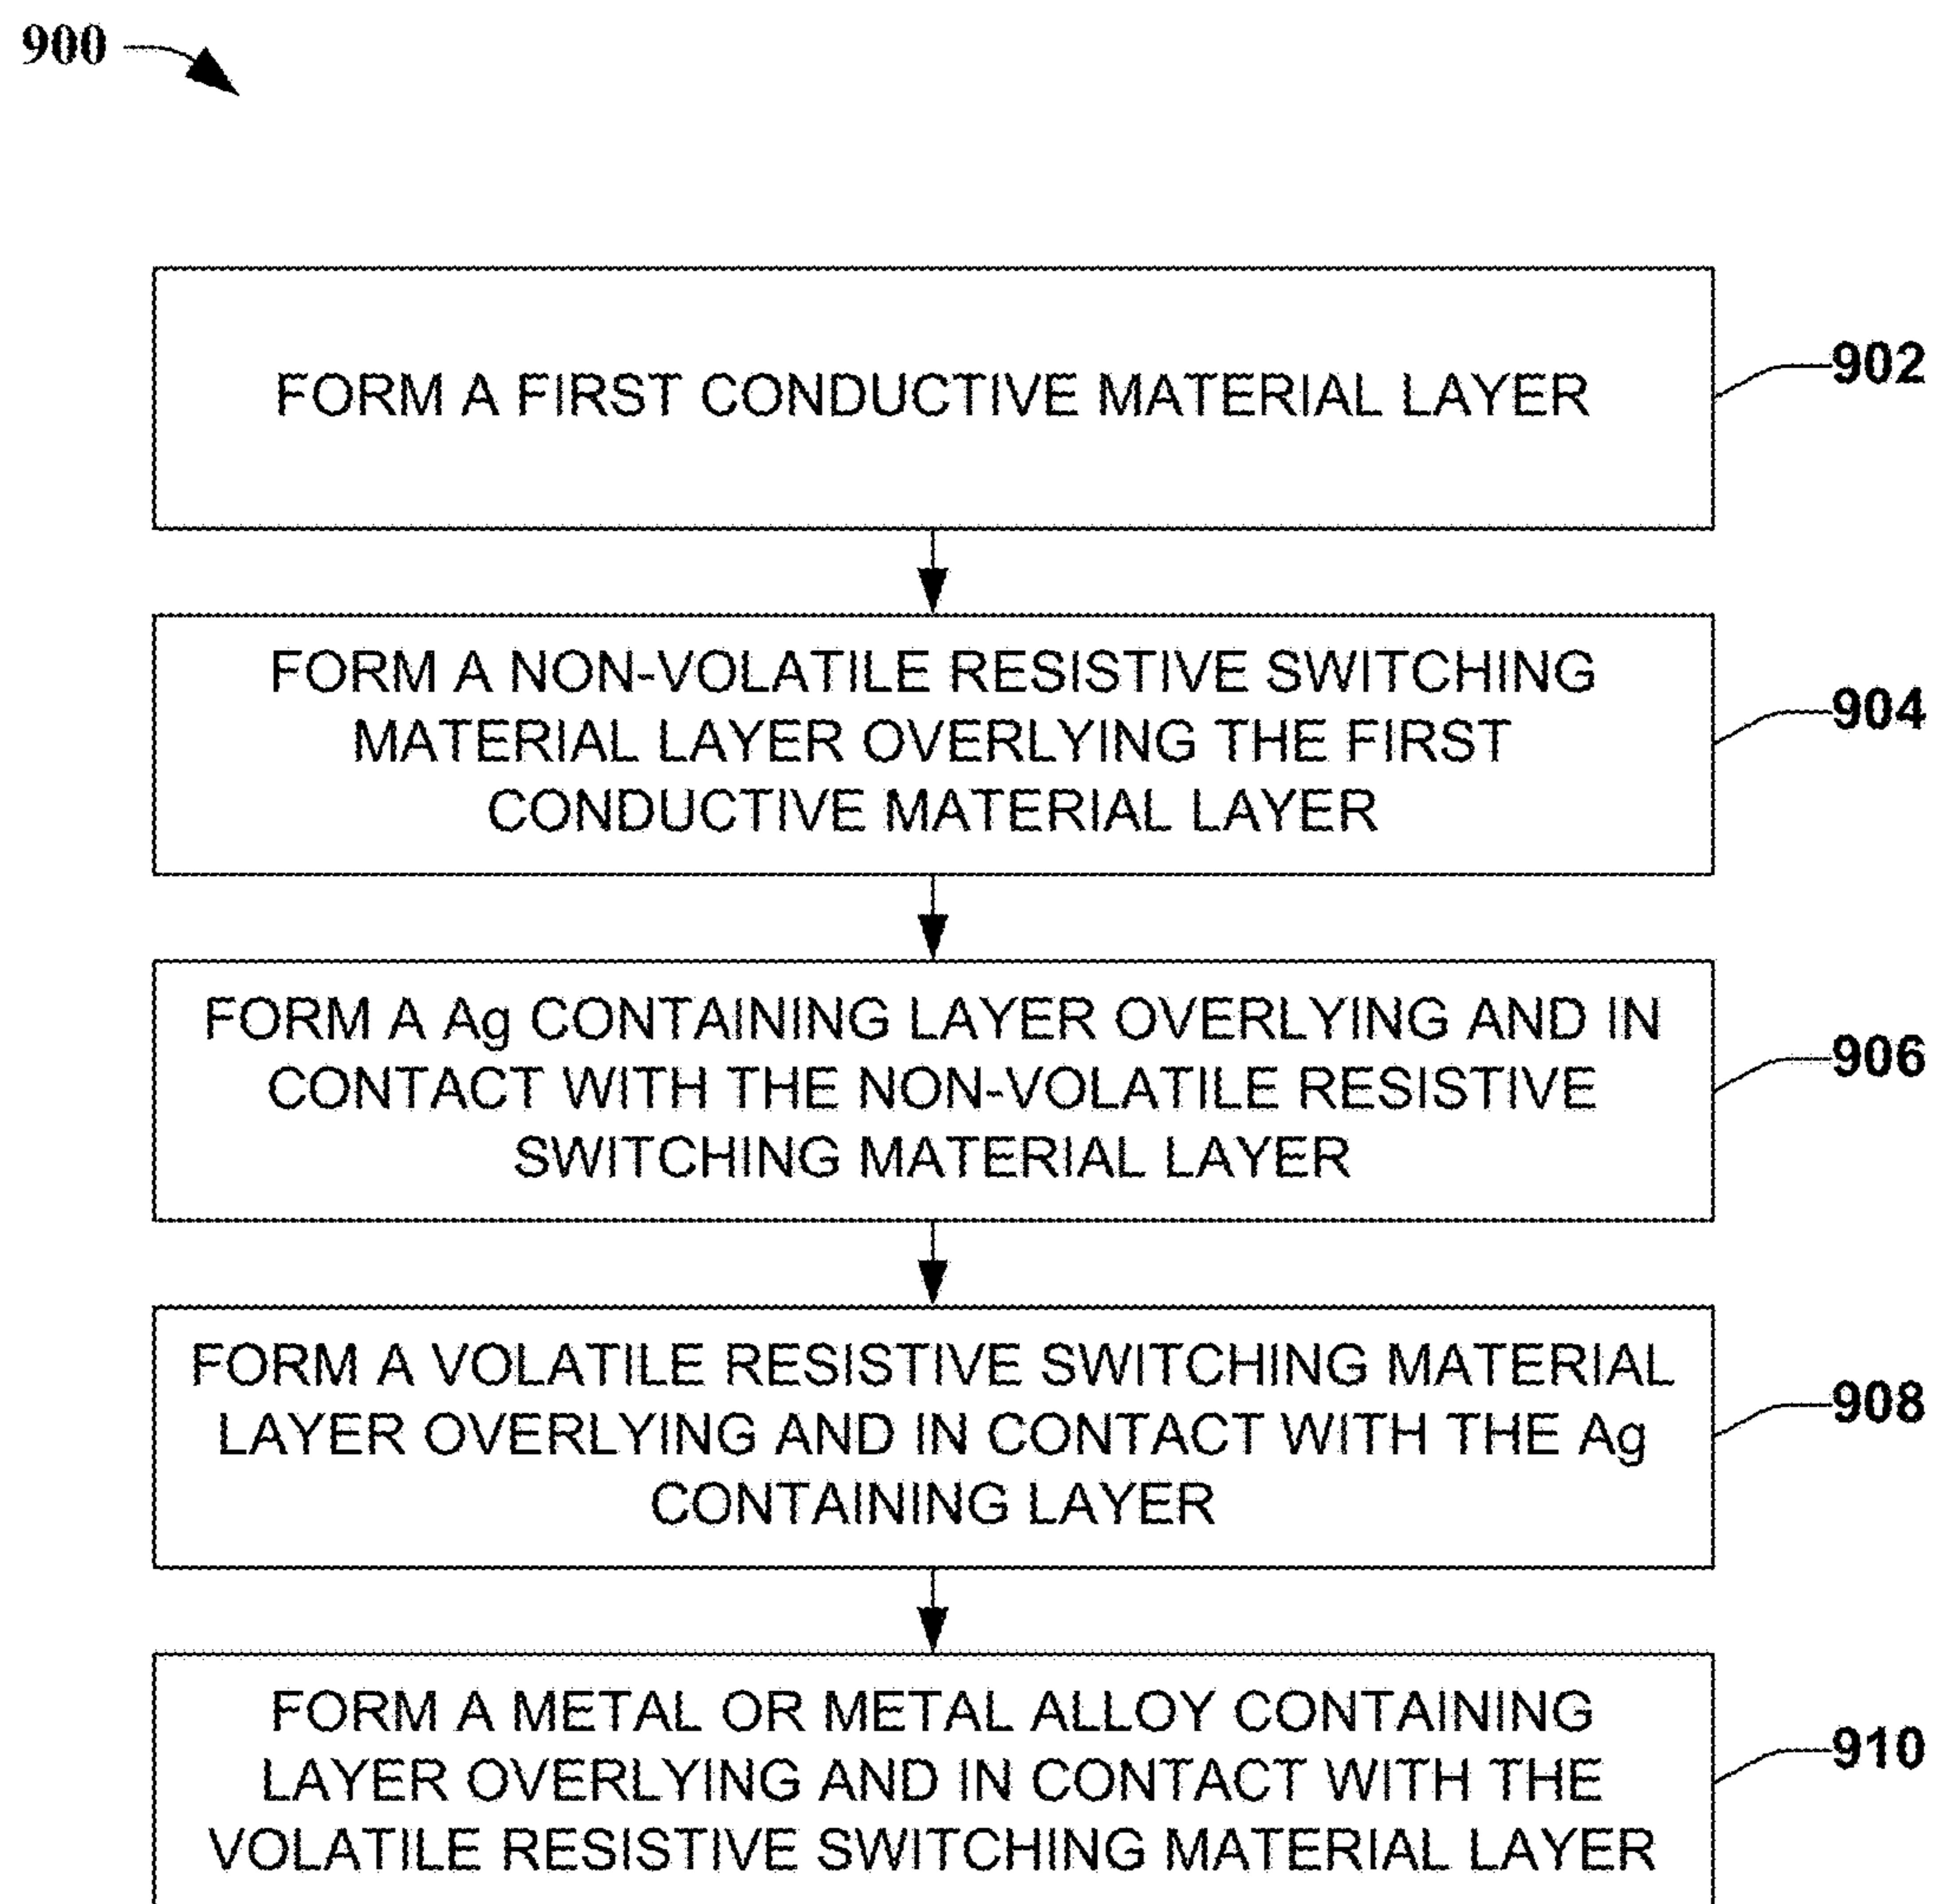 900
FORM A FIRST CONDUCTIVE MATERIAL LAYER
902
FORM A NON-VOLATILE RESISTIVE SWITCHING
MATERIAL LAYER OVERLYING THE FIRST
CONDUCTIVE MATERIAL LAYER
904
FORM A Ag CONTAINING LAYER OVERLYING AND IN
CONTACT WITH THE NON-VOLATILE RESISTIVE
SWITCHING MATERIAL LAYER
906
FORM A VOLATILE RESISTIVE SWITCHING MATERIAL
LAYER OVERLYING AND IN CONTACT WITH THE Ag
CONTAINING LAYER
908
FORM A METAL OR METAL ALLOY CONTAINING
LAYER OVERLYING AND IN CONTACT WITH THE
VOLATILE RESISTIVE SWITCHING MATERIAL LAYER
910